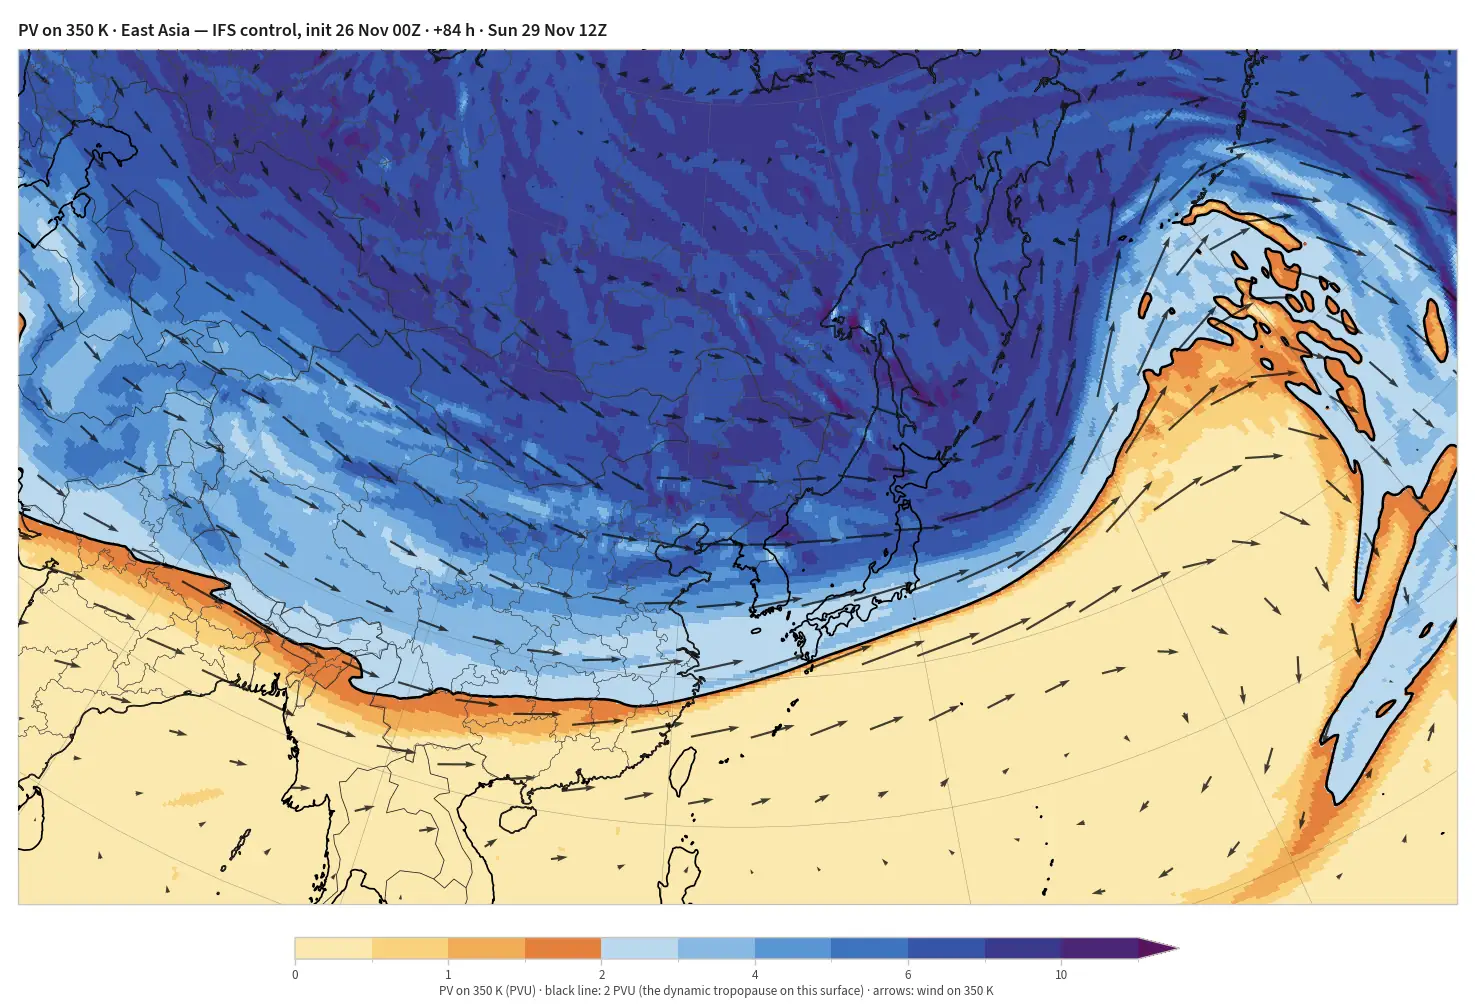 PV on 350 K · East Asia — IFS control, init 26 Nov 00Z · +84 h · Sun 29 Nov 12Z
0 1 2 4 6 10
PV on 350 K (PVU) · black line: 2 PVU (the dynamic tropopause on this surface) · arrows: wind on 350 K